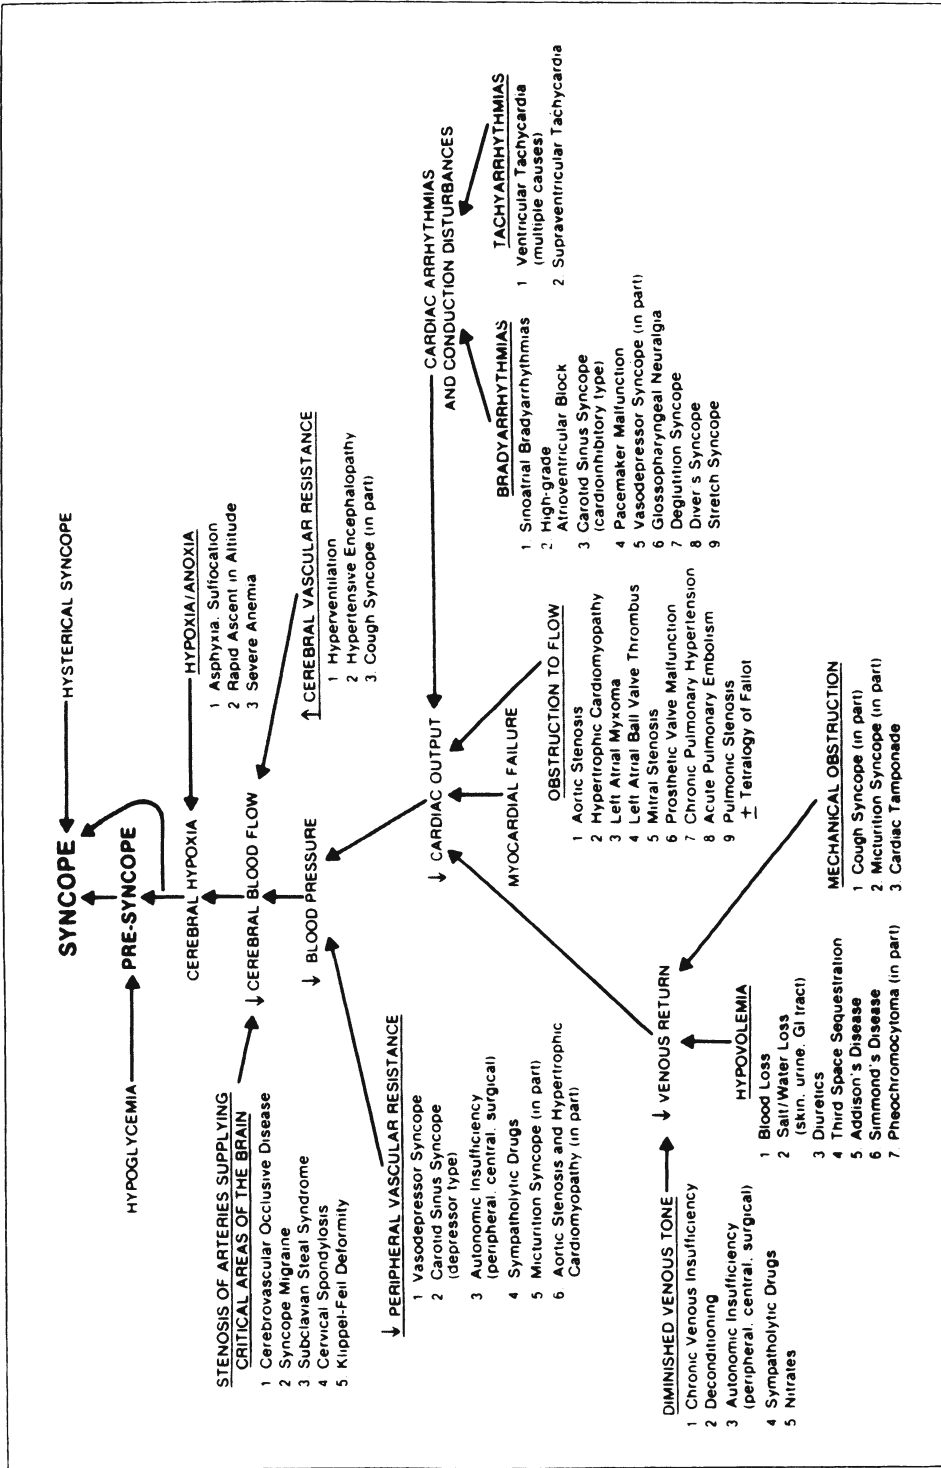 SYNCOPE
HYSTERICAL SYNCOPE
PRE-SYNCOPE
HYPOGLYCEMIA
CEREBRAL HYPOXIA
HYPOXIA/ANOXIA
1 Asphyxia, Suffocation
2 Rapid Ascent in Altitude
3 Severe Anemia
STENOSIS OF ARTERIES SUPPLYING
CRITICAL AREAS OF THE BRAIN
1 Cerebrovascular Occlusive Disease
2 Syncope Migraine
3 Subclavian Steal Syndrome
4 Cervical Spondylosis
5 Klippel-Feil Deformity
↓ CEREBRAL BLOOD FLOW
↑ CEREBRAL VASCULAR RESISTANCE
1 Hyperventilation
2 Hypertensive Encephalopathy
3. Cough Syncope (in part)
↓ BLOOD PRESSURE
↓ PERIPHERAL VASCULAR RESISTANCE
1 Vasodepressor Syncope
2 Carotid Sinus Syncope
(depressor type)
3 Autonomic Insufficiency
(peripheral, central, surgical)
4 Sympatholytic Drugs
5 Micturition Syncope (in part)
6 Aortic Stenosis and Hypertrophic
Cardiomyopathy (in part)
↓ CARDIAC OUTPUT
CARDIAC ARRHYTHMIAS
AND CONDUCTION DISTURBANCES
MYOCARDIAL FAILURE
OBSTRUCTION TO FLOW
1 Aortic Stenosis
2 Hypertrophic Cardiomyopathy
3 Left Atrial Myxoma
4 Left Atrial Ball Valve Thrombus
5 Mitral Stenosis
6 Prosthetic Valve Malfunction
7 Chronic Pulmonary Hypertension
8 Acute Pulmonary Embolism
9 Pulmonic Stenosis
± Tetralogy of Fallot
BRADYARRHYTHMIAS
1. Sinoatrial Bradyarrhythmias
2. High-grade
Atrioventricular Block
3 Carotid Sinus Syncope
(cardioinhibitory type)
4 Pacemaker Malfunction
5 Vasodepressor Syncope (in part)
6 Glossopharyngeal Neuralgia
7 Deglutition Syncope
8 Diver's Syncope
9 Stretch Syncope
TACHYARRHYTHMIAS
1 Ventricular Tachycardia
(multiple causes)
2. Supraventricular Tachycardia
↓ VENOUS RETURN
DIMINISHED VENOUS TONE
1 Chronic Venous Insufficiency
2 Deconditioning
3 Autonomic Insufficiency
(peripheral, central, surgical)
4 Sympatholytic Drugs
5 Nitrates
HYPOVOLEMIA
1 Blood Loss
2 Salt/Water Loss
(skin, urine, GI tract)
3 Diuretics
4 Third Space Sequestration
5 Addison's Disease
6 Simmond's Disease
7 Pheochromocytoma (in part)
MECHANICAL OBSTRUCTION
1 Cough Syncope (in part)
2. Micturition Syncope (in part)
3. Cardiac Tamponade